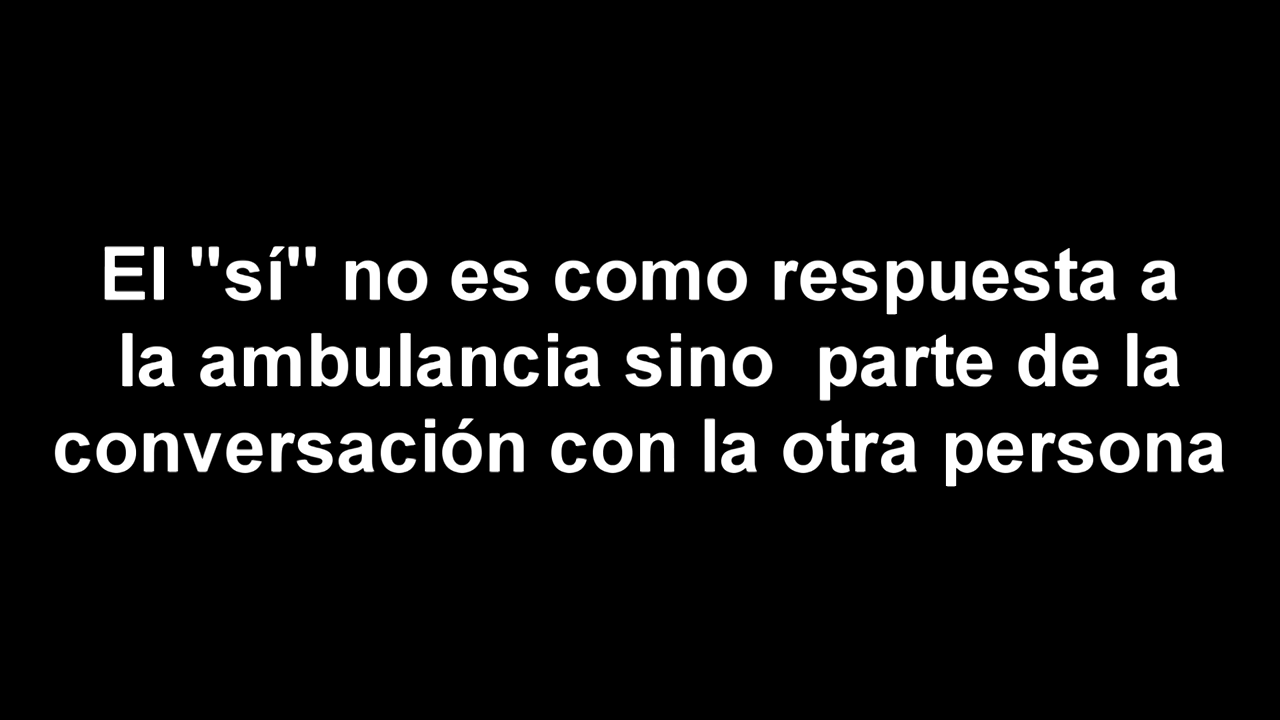 El "sí" no es como respuesta a
la ambulancia sino  parte de la
conversación con la otra persona